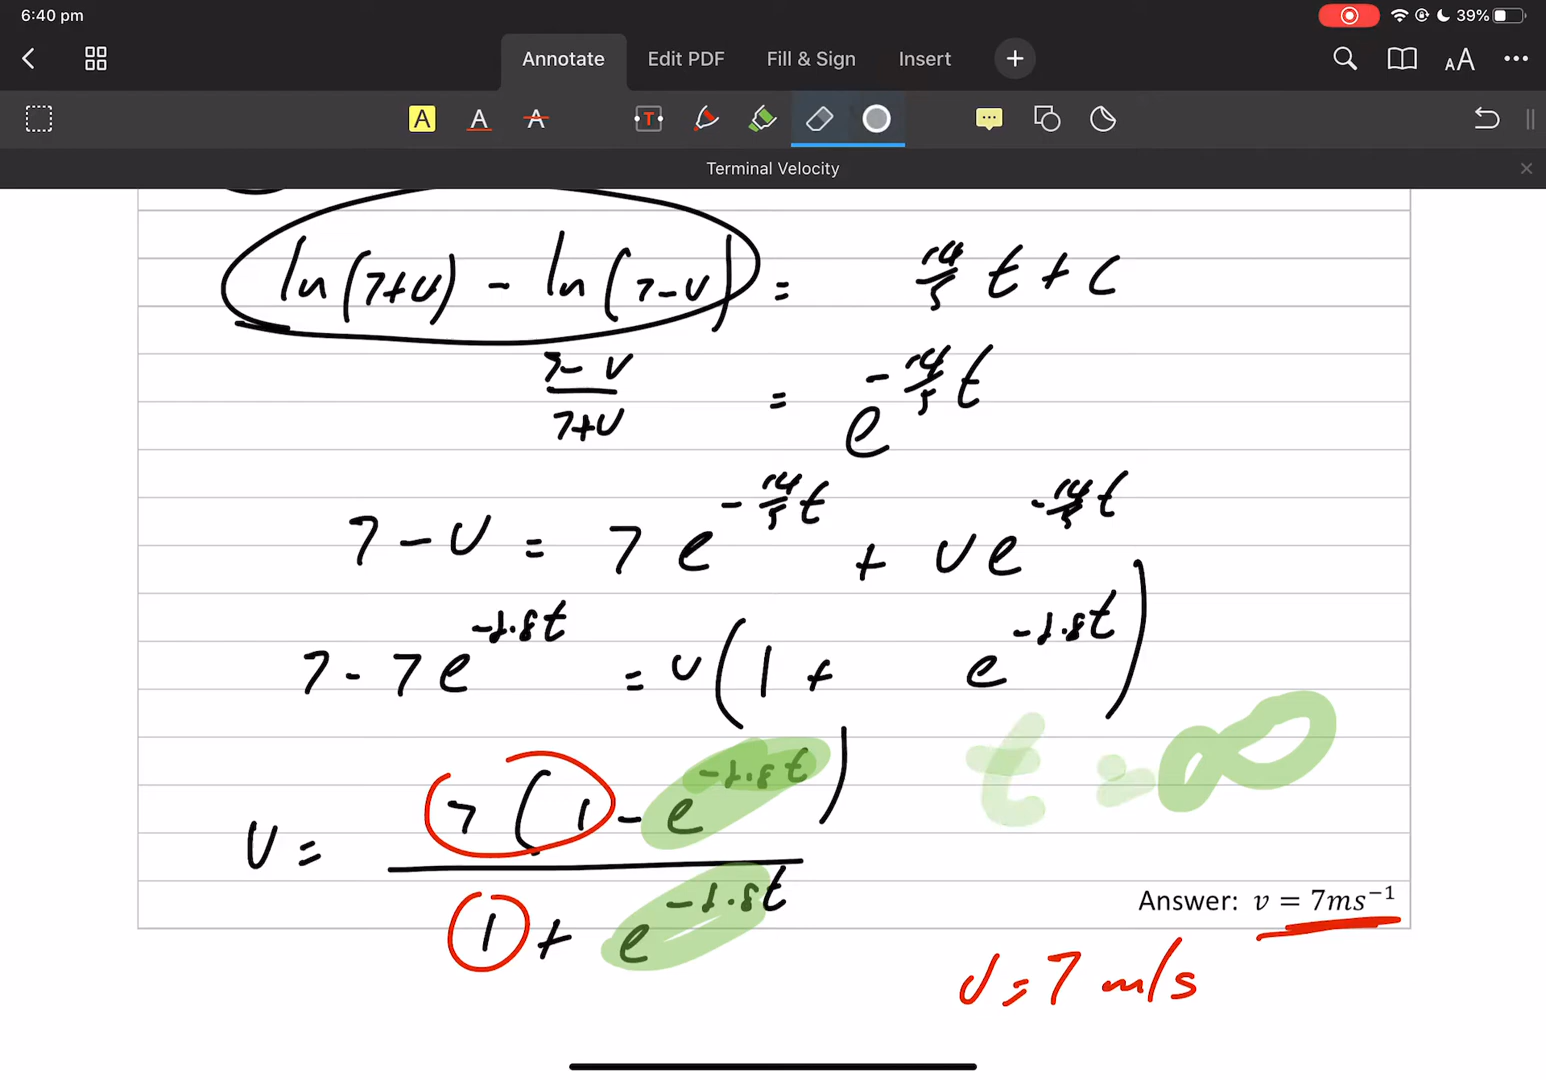 6:40 pm
39%
Annotate Edit PDF Fill & Sign Insert
A A A T AA
Terminal Velocity
ln(7+v) - ln(7-v) = 14/5 t + c
7-v/7+v = e^-14/5 t
7 - v = 7 e^-14/5 t + v e^-14/5 t
7 - 7e^-2.8t = v(1 + e^-2.8t)
t = ∞
v = 7(1 - e^-2.8t)/1 + e^-2.8t
Answer: v = 7ms⁻¹
v = 7 m/s